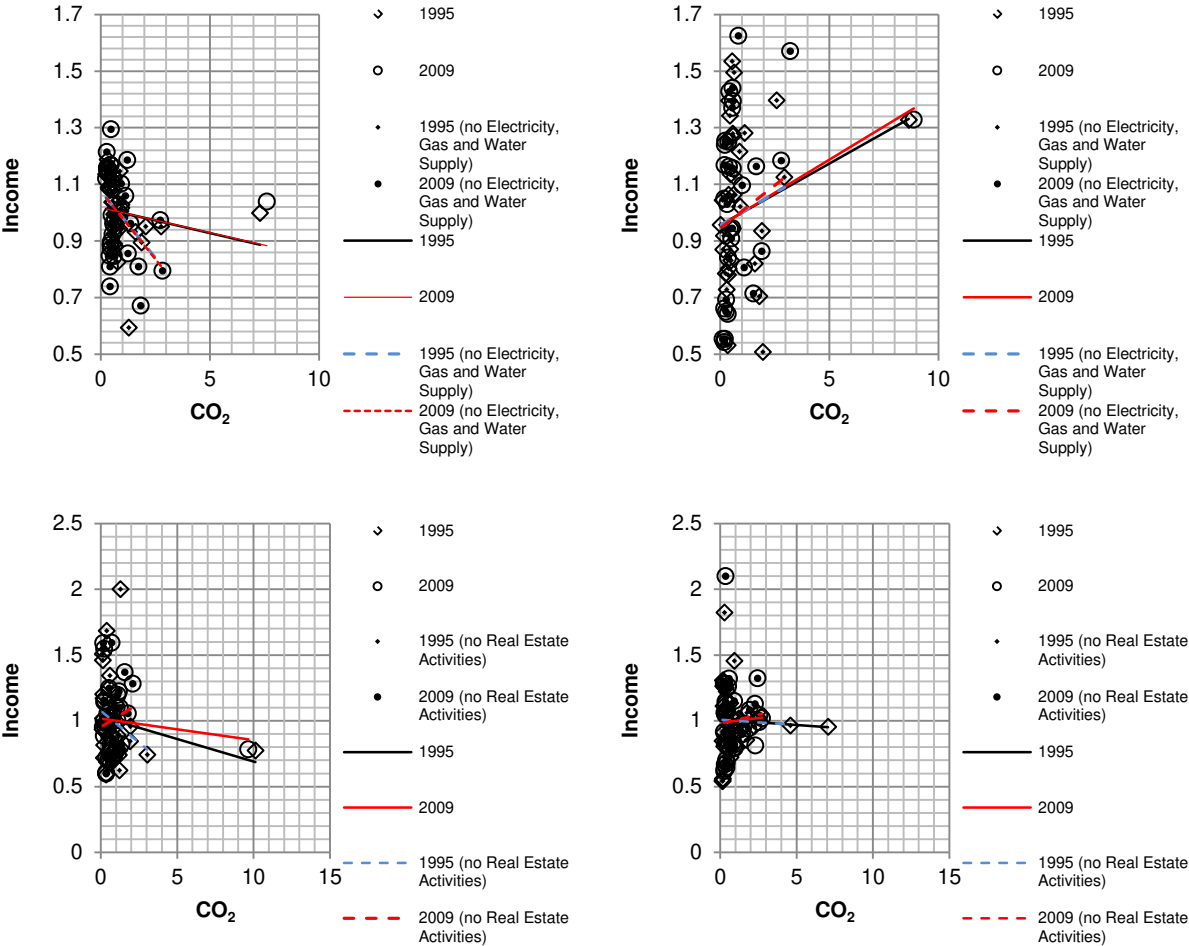 1.7
1.5
1.3
1.1
0.9
0.7
0.5
0
5
10
Income
CO₂
1995
2009
1995 (no Electricity,
Gas and Water
Supply)
2009 (no Electricity,
Gas and Water
Supply)
1995
2009
1995 (no Electricity,
Gas and Water
Supply)
2009 (no Electricity,
Gas and Water
Supply)
1.7
1.5
1.3
1.1
0.9
0.7
0.5
0
5
10
Income
CO₂
1995
2009
1995 (no Electricity,
Gas and Water
Supply)
2009 (no Electricity,
Gas and Water
Supply)
1995
2009
1995 (no Electricity,
Gas and Water
Supply)
2009 (no Electricity,
Gas and Water
Supply)
2.5
2
1.5
1
0.5
0
0
5
10
15
Income
CO₂
1995
2009
1995 (no Real Estate
Activities)
2009 (no Real Estate
Activities)
1995
2009
1995 (no Real Estate
Activities)
2009 (no Real Estate
Activities)
2.5
2
1.5
1
0.5
0
0
5
10
15
Income
CO₂
1995
2009
1995 (no Real Estate
Activities)
2009 (no Real Estate
Activities)
1995
2009
1995 (no Real Estate
Activities)
2009 (no Real Estate
Activities)